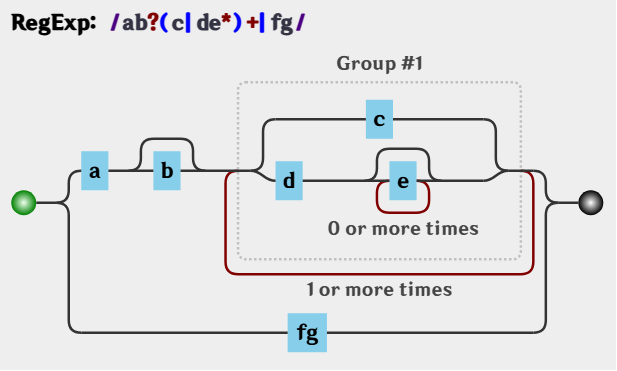 RegExp: /ab?(c|de*)+|fg/
Group #1
c
a
b
d
e
0 or more times
1 or more times
fg